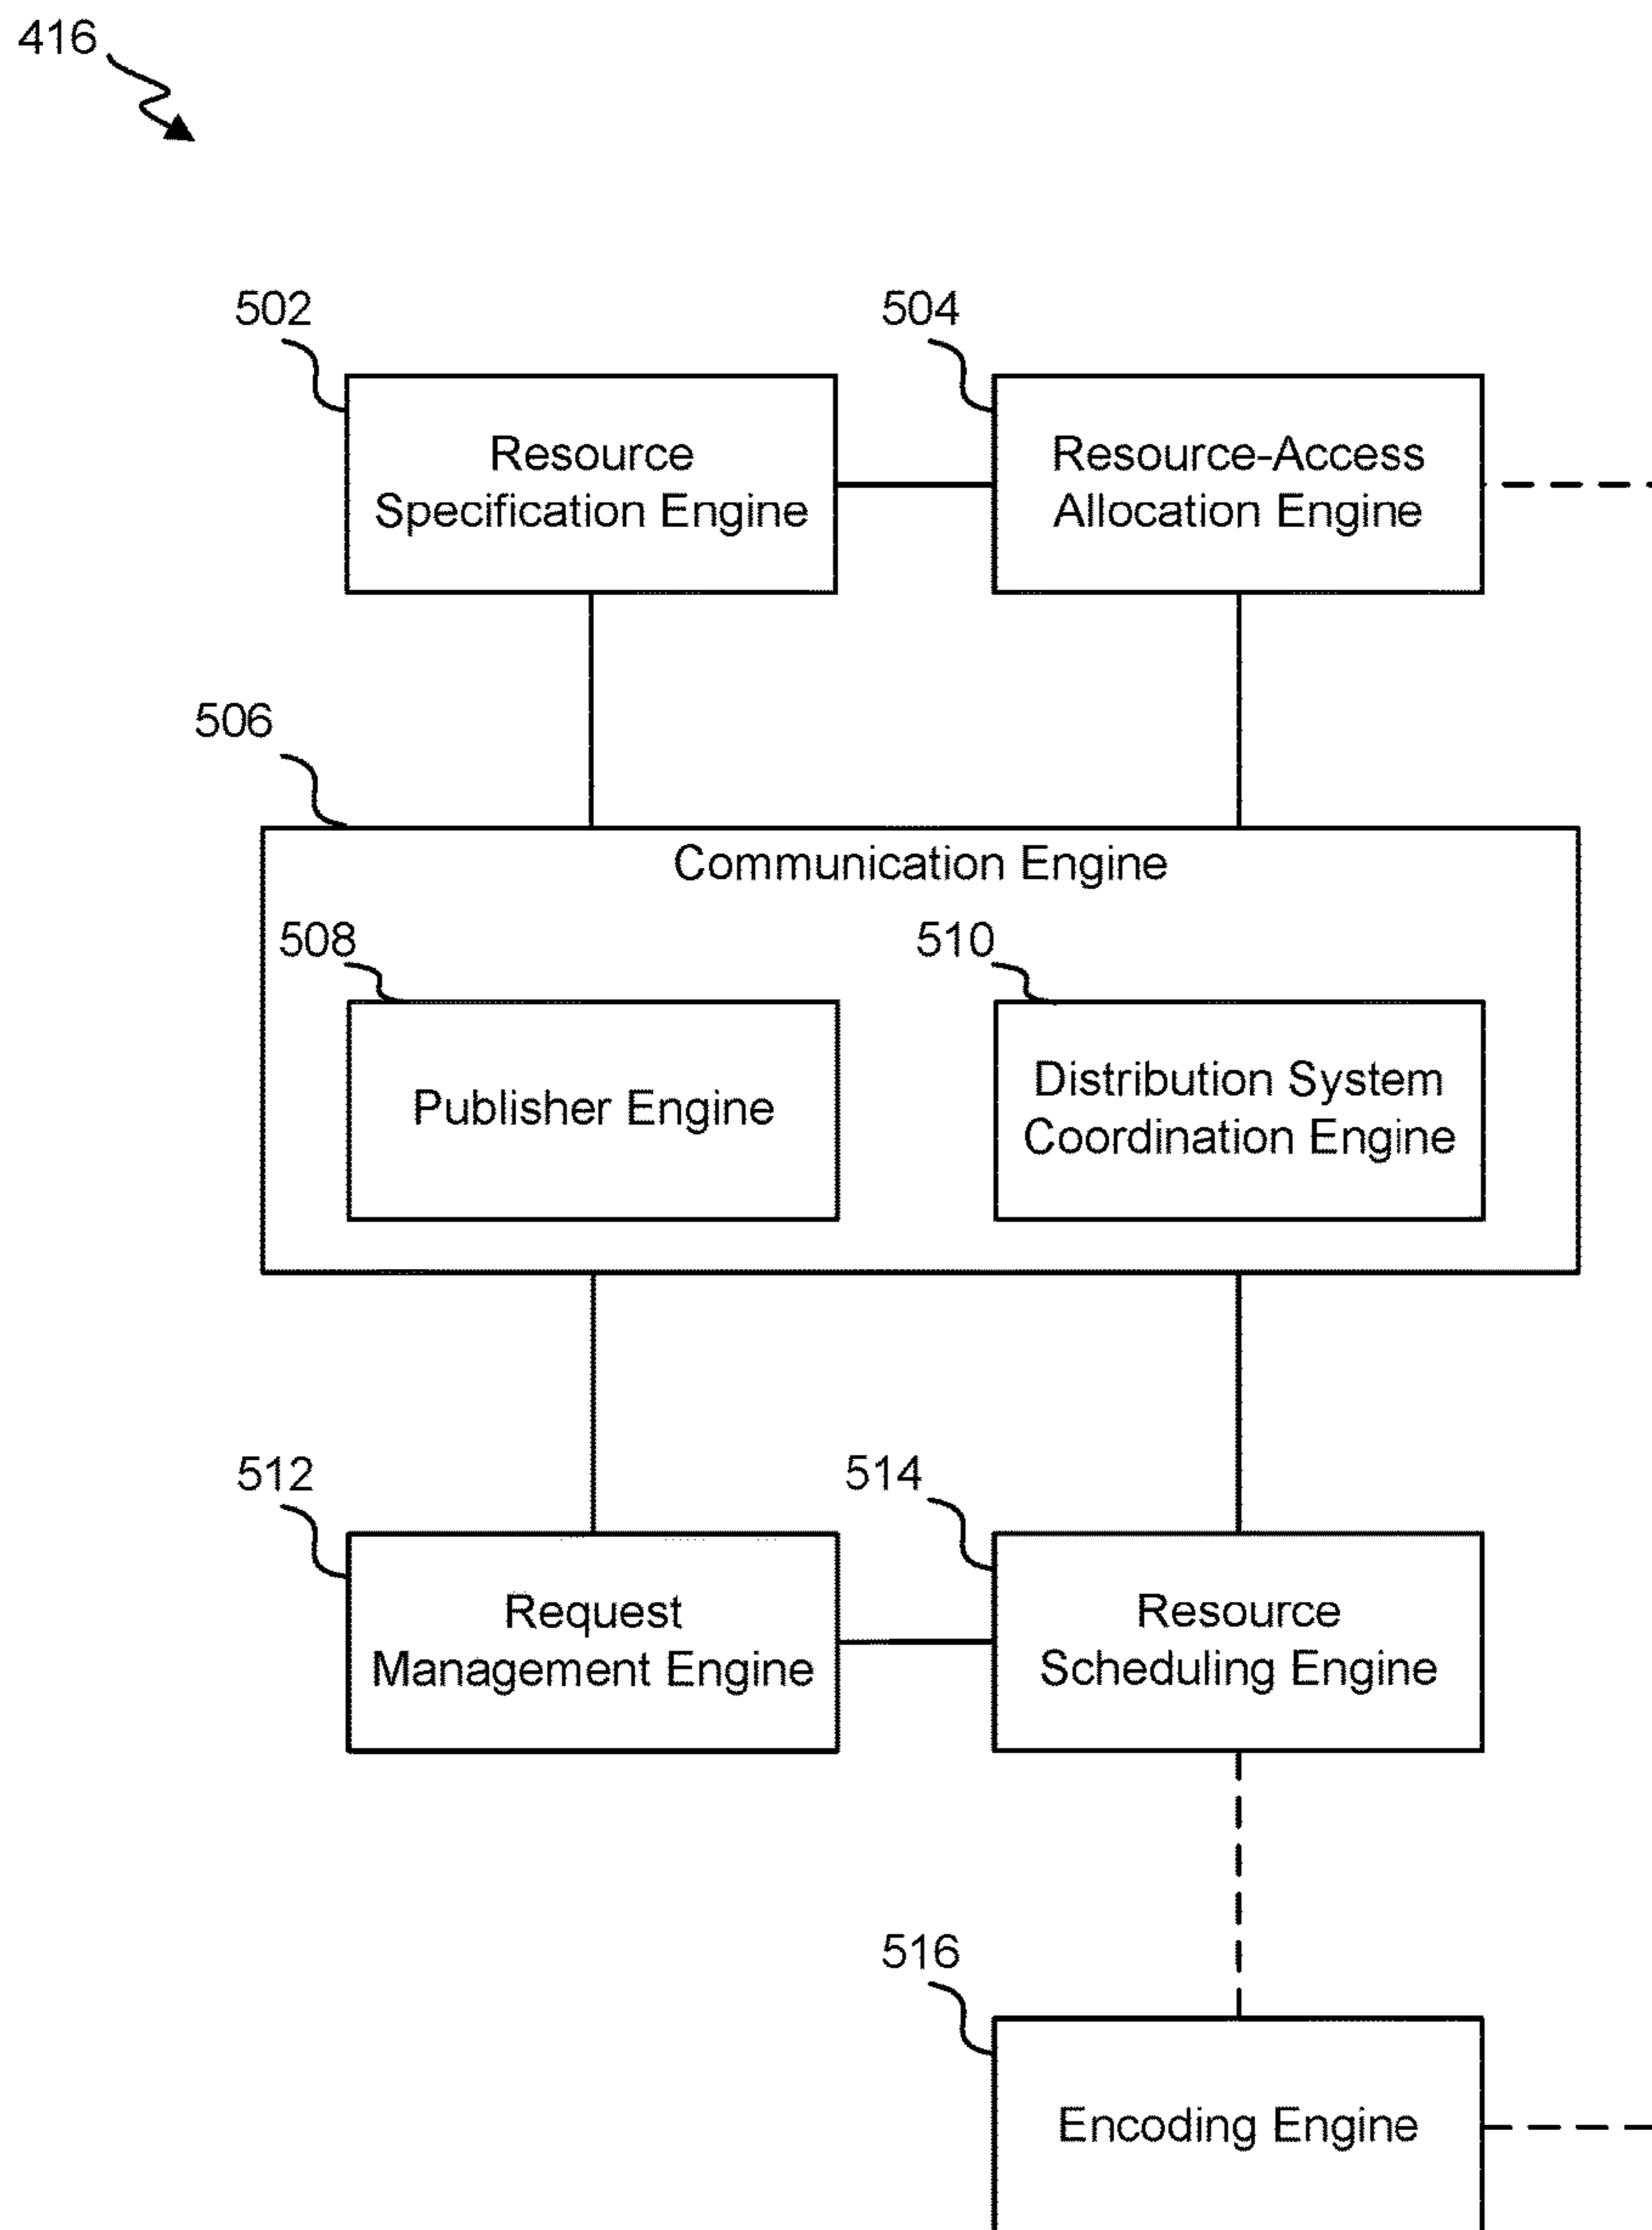 416
502
504
Resource
Specification Engine
Resource-Access
Allocation Engine
506
Communication Engine
508
510
Publisher Engine
Distribution System
Coordination Engine
512
514
Request
Management Engine
Resource
Scheduling Engine
516
Encoding Engine